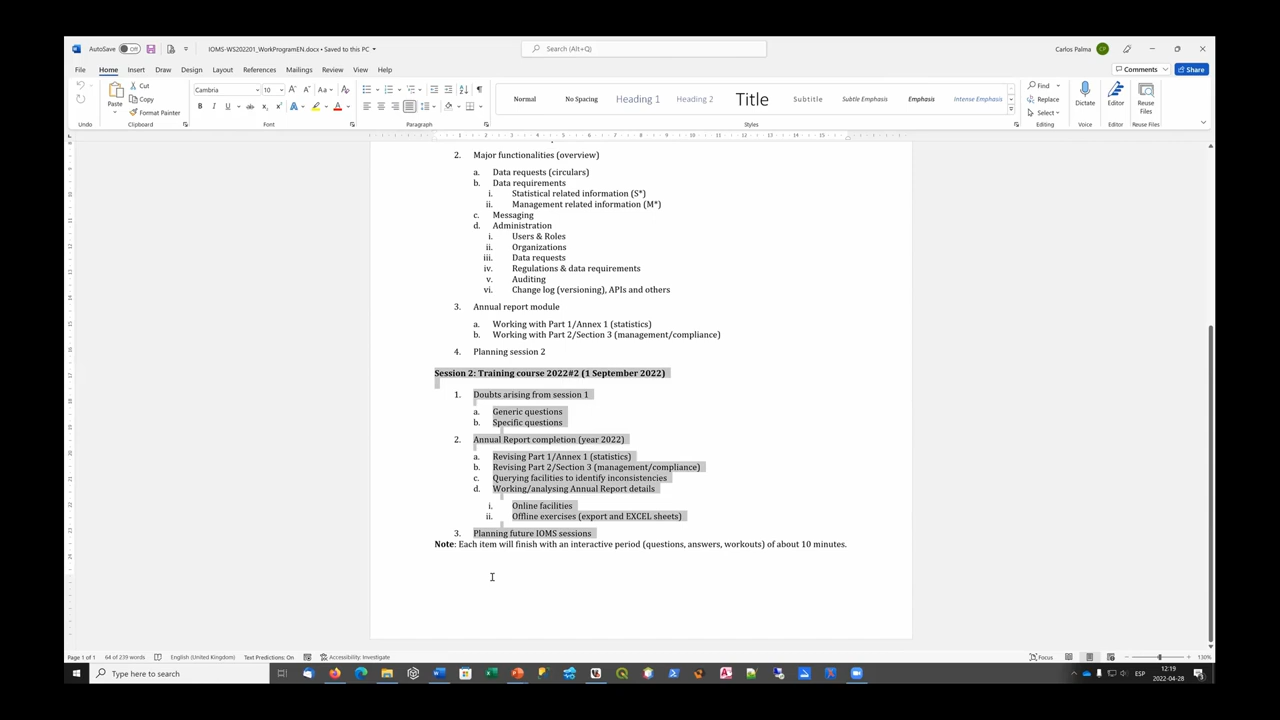 AutoSave Off IOMS-WS202201_WorkProgramEN.docx • Saved to this PC Search (Alt+Q) Carlos Palma CP
File Home Insert Draw Design Layout References Mailings Review View Help Comments Share
Paste Cut Copy Format Painter
Cambria 10
Normal No Spacing Heading 1 Heading 2 Title Subtitle Subtle Emphasis Emphasis Intense Emphasis
Find Replace Select Dictate Editor Reuse Files
Undo Clipboard Font Paragraph Styles Editing Voice Editor Reuse Files
2. Major functionalities (overview)
a. Data requests (circulars)
b. Data requirements
i. Statistical related information (S*)
ii. Management related information (M*)
c. Messaging
d. Administration
i. Users & Roles
ii. Organizations
iii. Data requests
iv. Regulations & data requirements
v. Auditing
vi. Change log (versioning), APIs and others
3. Annual report module
a. Working with Part 1/Annex 1 (statistics)
b. Working with Part 2/Section 3 (management/compliance)
4. Planning session 2
Session 2: Training course 2022#2 (1 September 2022)
1. Doubts arising from session 1
a. Generic questions
b. Specific questions
2. Annual Report completion (year 2022)
a. Revising Part 1/Annex 1 (statistics)
b. Revising Part 2/Section 3 (management/compliance)
c. Querying facilities to identify inconsistencies
d. Working/analysing Annual Report details
i. Online facilities
ii. Offline exercises (export and EXCEL sheets)
3. Planning future IOMS sessions
Note: Each item will finish with an interactive period (questions, answers, workouts) of about 10 minutes.
Page 1 of 1 64 of 239 words English (United Kingdom) Text Predictions: On Accessibility: Investigate Focus 130%
Type here to search ESP 12:19
2022-04-28